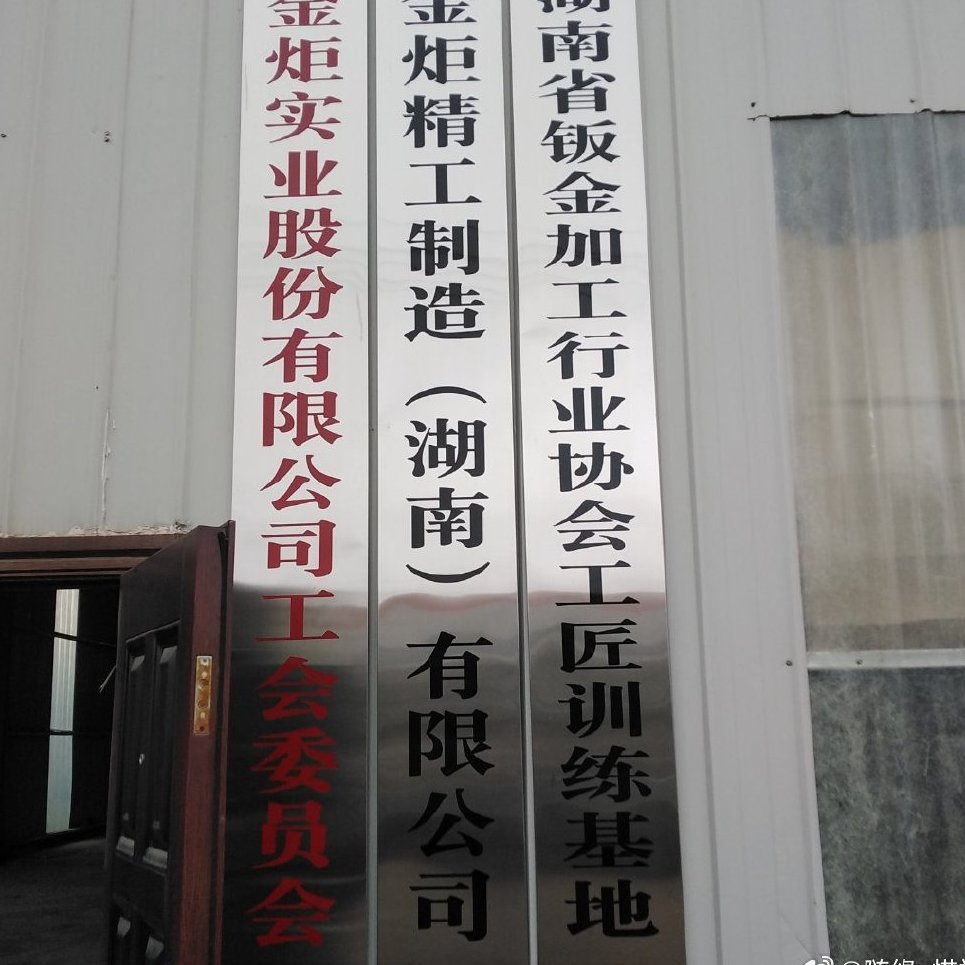 金炬实业股份有限公司工会委员会
金炬精工制造（湖南）有限公司
湖南省钣金加工行业协会工匠训练基地